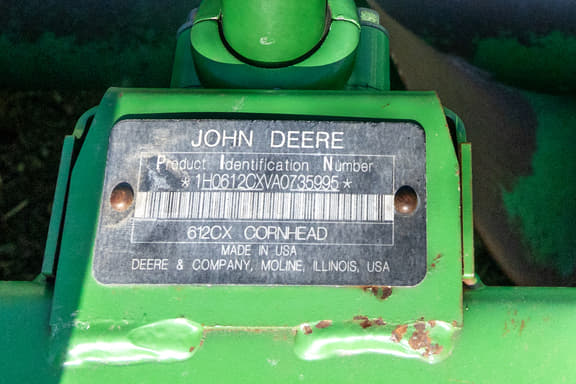 JOHN DEERE
Product Identification Number
*1H0612CXVA0735995*
612CX CORNHEAD
MADE IN USA
DEERE & COMPANY, MOLINE, ILLINOIS, USA